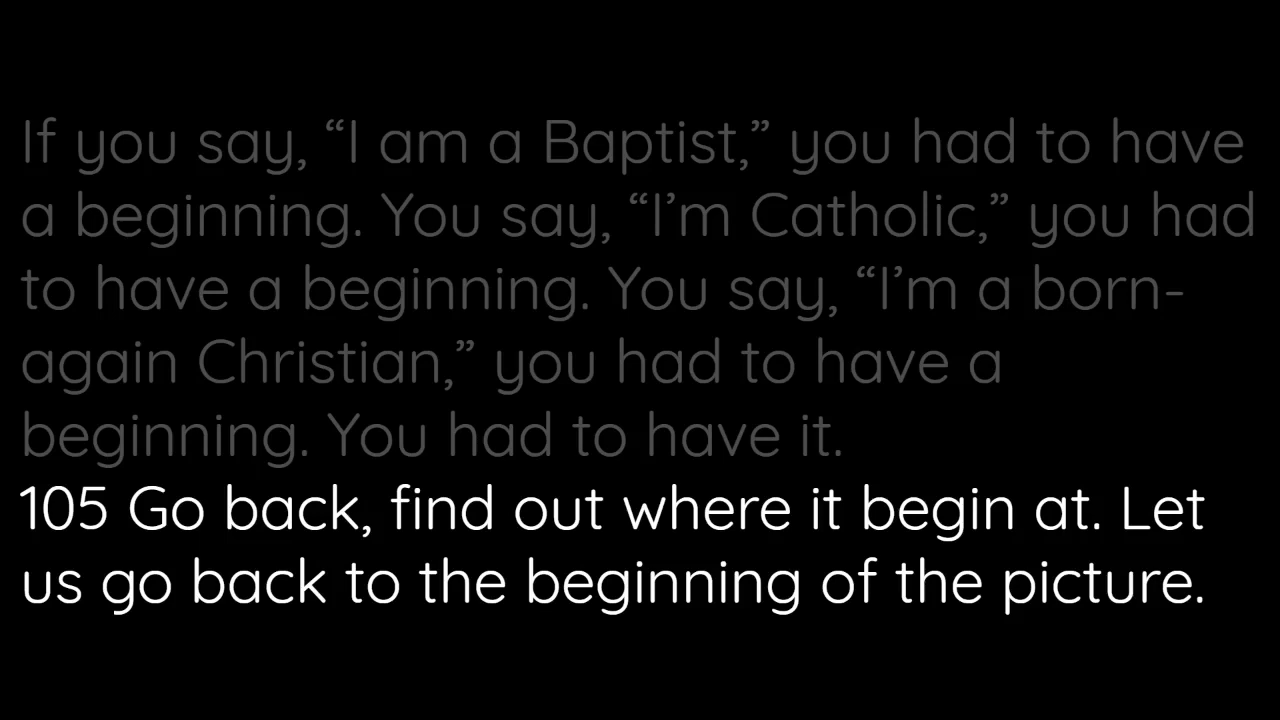 If you say, “I am a Baptist,” you had to have
a beginning. You say, “I’m Catholic,” you had
to have a beginning. You say, “I’m a born-
again Christian,” you had to have a
beginning. You had to have it.
105 Go back, find out where it begin at. Let
us go back to the beginning of the picture.